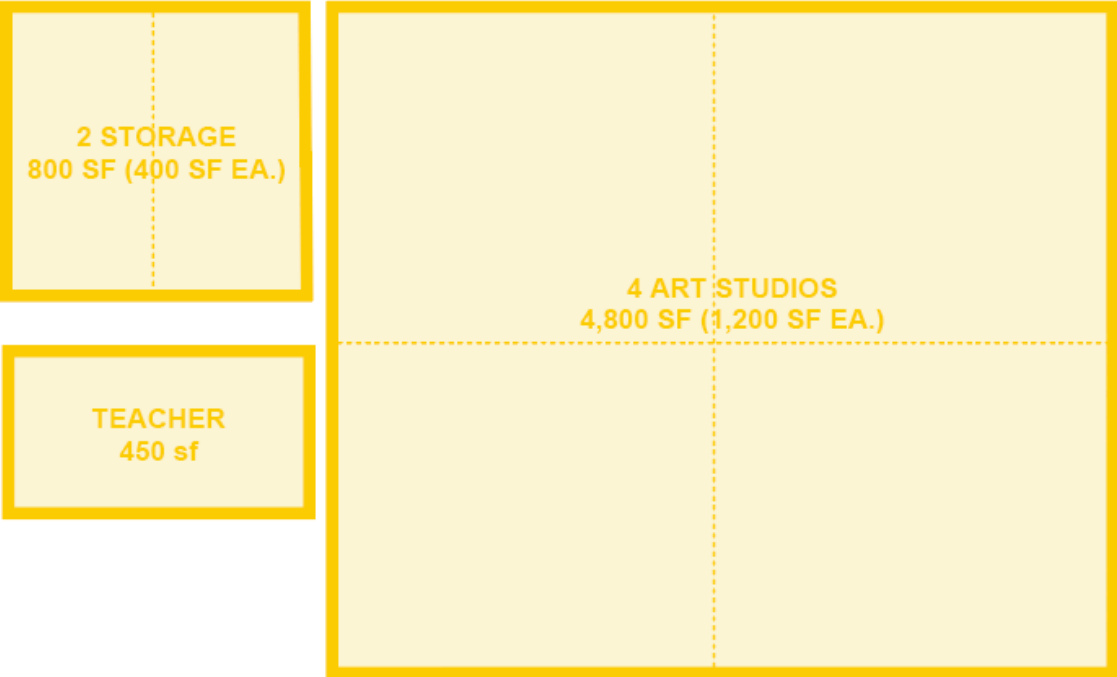 2 STORAGE
800 SF (400 SF EA.)
4 ART STUDIOS
4,800 SF (1,200 SF EA.)
TEACHER
450 sf